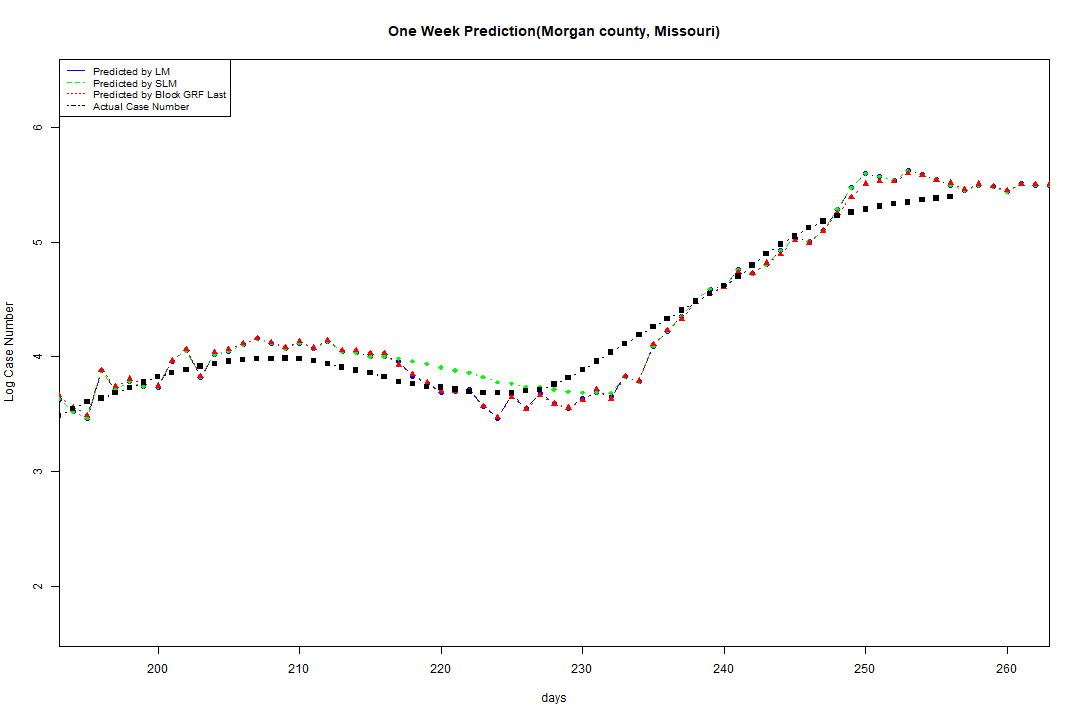 One Week Prediction(Morgan county, Missouri)
Predicted by LM
Predicted by SLM
Predicted by Block GRF Last
Actual Case Number
6
5
4
3
2
Log Case Number
200 210 220 230 240 250 260
days